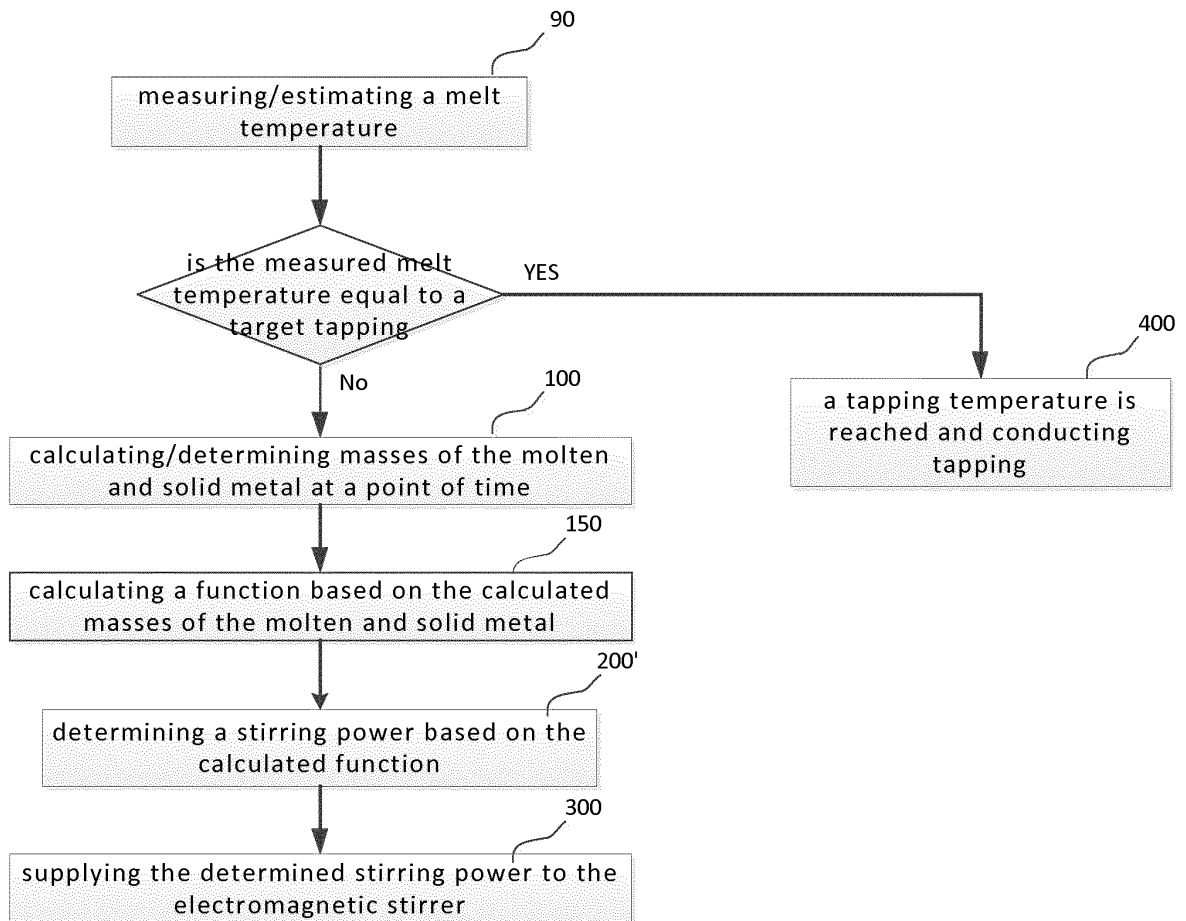 90
measuring/estimating a melt
temperature
is the measured melt
temperature equal to a
target tapping
YES
No
400
a tapping temperature is
reached and conducting
tapping
100
calculating/determining masses of the molten
and solid metal at a point of time
150
calculating a function based on the calculated
masses of the molten and solid metal
200'
determining a stirring power based on the
calculated function
300
supplying the determined stirring power to the
electromagnetic stirrer